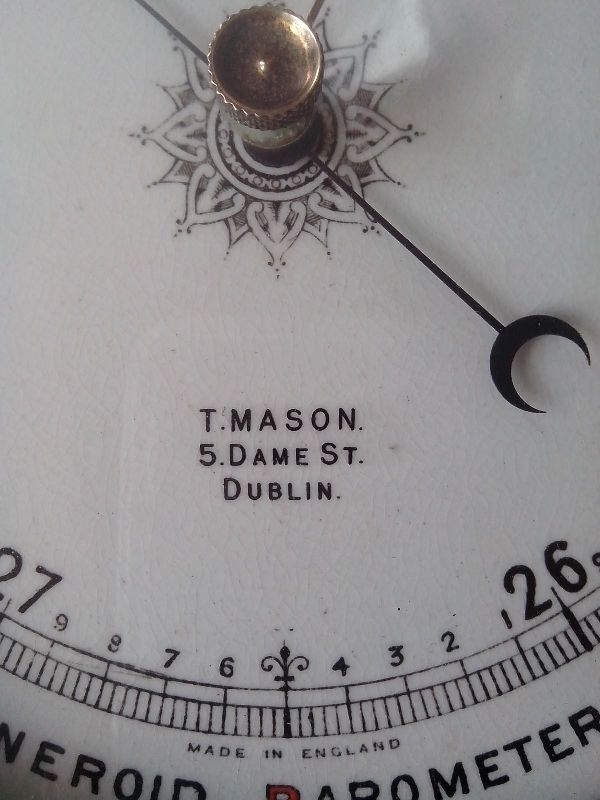 T. MASON.
5. DAME ST.
DUBLIN.
27 9 8 7 6 4 3 2 1 26
MADE IN ENGLAND
NEROID BAROMETER